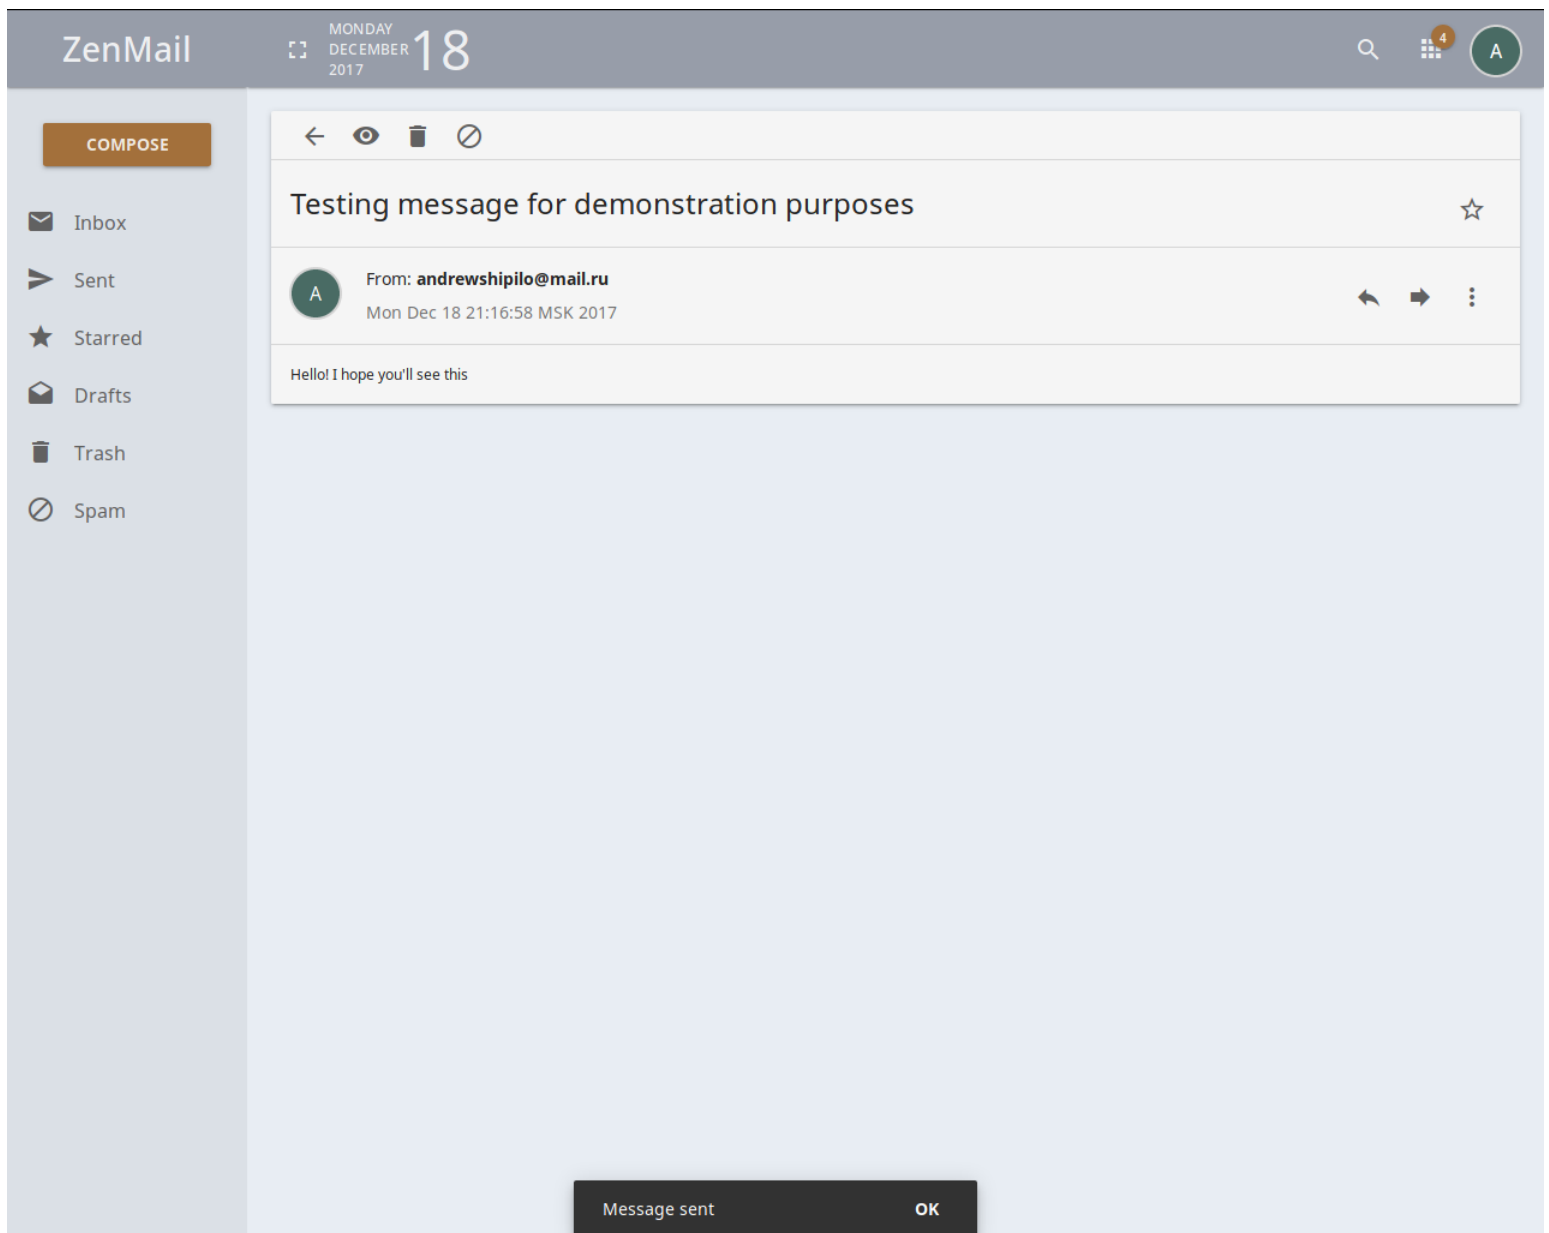 ZenMail
MONDAY
DECEMBER
2017
18
4
A
COMPOSE
Inbox
Sent
Starred
Drafts
Trash
Spam
Testing message for demonstration purposes
A
From: andrewshipilo@mail.ru
Mon Dec 18 21:16:58 MSK 2017
Hello! I hope you'll see this
Message sent OK